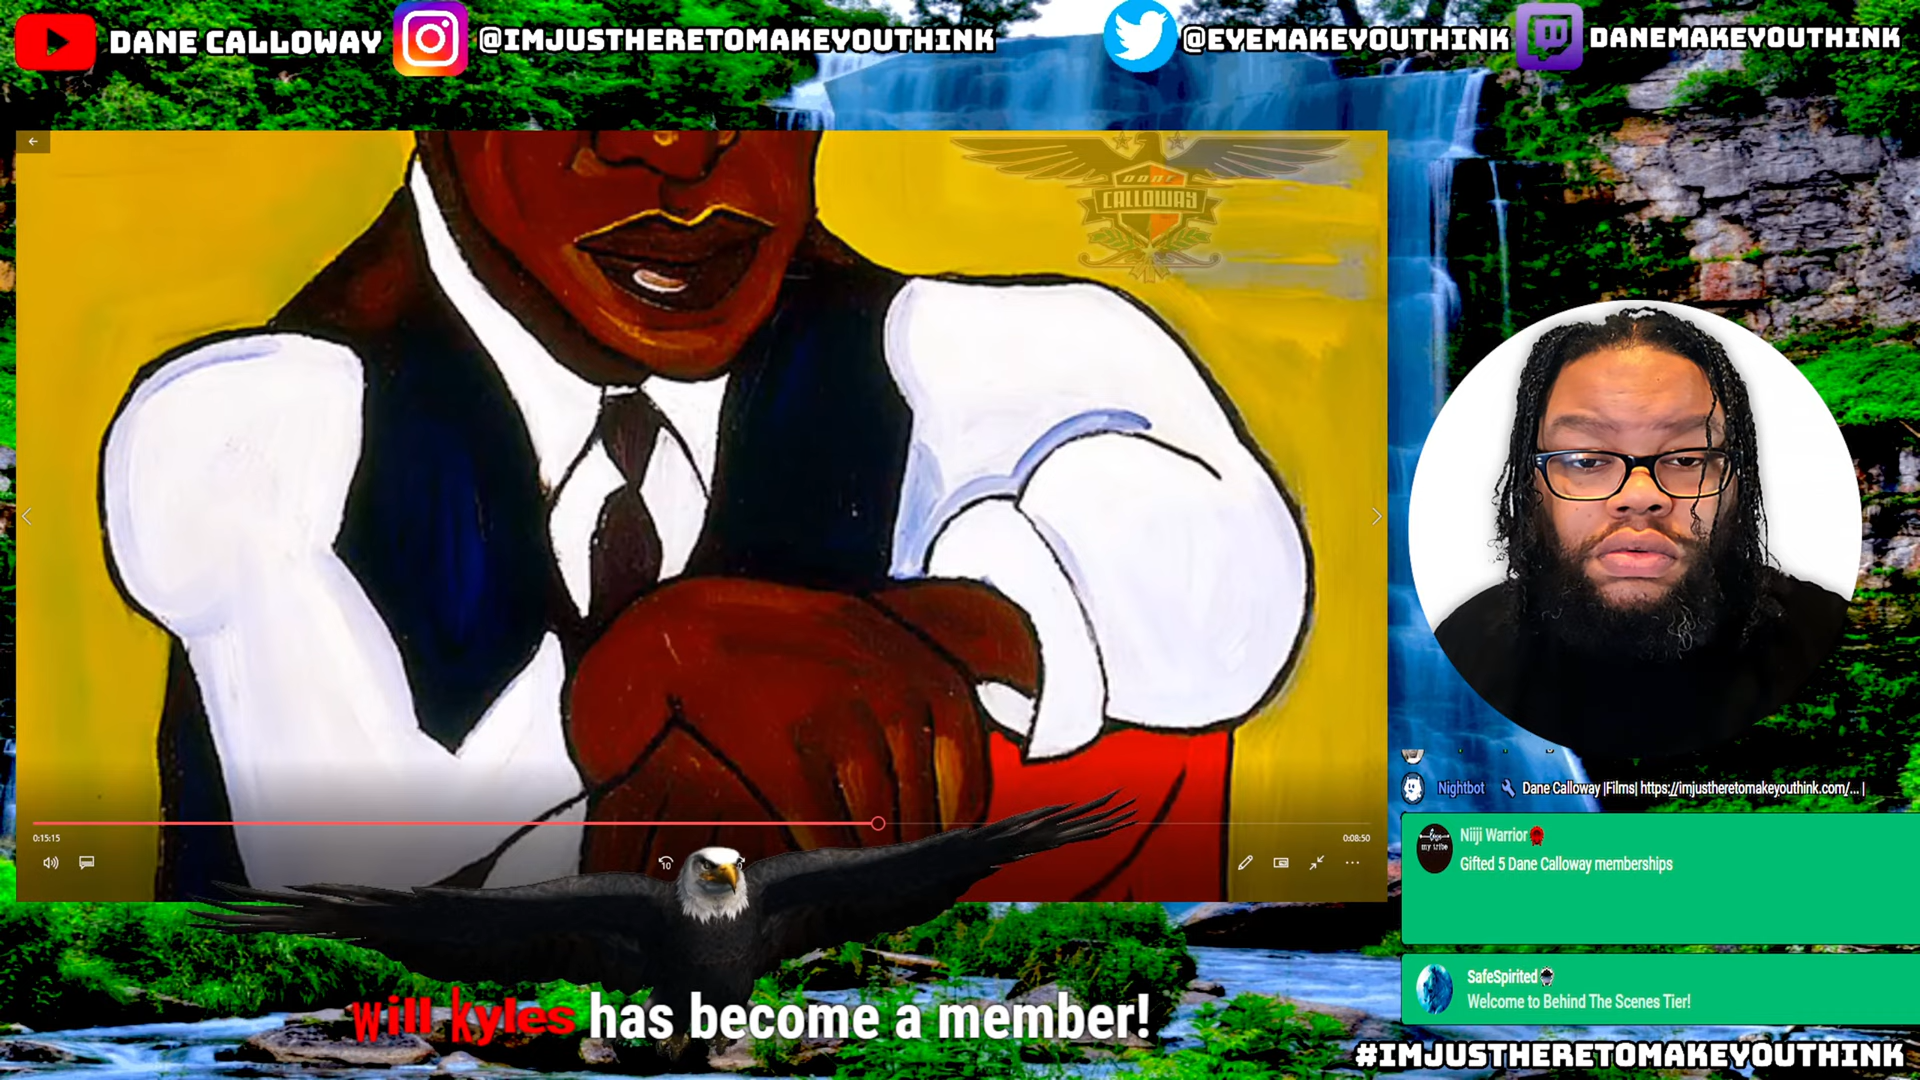 DANE CALLOWAY
@IMJUSTHERETOMAKEYOUTHINK
@EYEMAKEYOUTHINK
DANEMAKEYOUTHINK
DANE
CALLOWAY
0:15:15
0:08:50
10
Nightbot Dane Calloway |Films| https://imjustheretomakeyouthink.com/... |
Niiji Warrior
Gifted 5 Dane Calloway memberships
SafeSpirited
Welcome to Behind The Scenes Tier!
will kyles has become a member!
#IMJUSTHERETOMAKEYOUTHINK